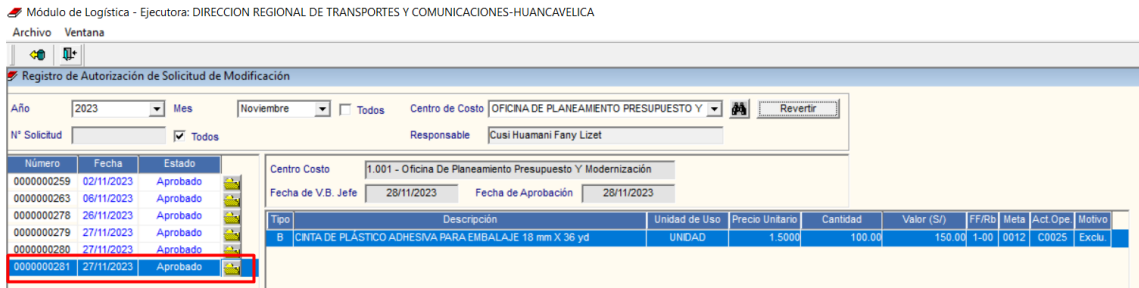 Módulo de Logística - Ejecutora: DIRECCION REGIONAL DE TRANSPORTES Y COMUNICACIONES-HUANCAVELICA
Archivo Ventana
Registro de Autorización de Solicitud de Modificación
Año 2023 Mes Noviembre Todos Centro de Costo OFICINA DE PLANEAMIENTO PRESUPUESTO Y Revertir
N° Solicitud Todos Responsable Cusi Huamani Fany Lizet
Número Fecha Estado
0000000259 02/11/2023 Aprobado
0000000263 06/11/2023 Aprobado
0000000278 26/11/2023 Aprobado
0000000279 27/11/2023 Aprobado
0000000280 27/11/2023 Aprobado
0000000281 27/11/2023 Aprobado
Centro Costo 1.001 - Oficina De Planeamiento Presupuesto Y Modernización
Fecha de V.B. Jefe 28/11/2023 Fecha de Aprobación 28/11/2023
Tipo Descripción Unidad de Uso Precio Unitario Cantidad Valor (S/) FF/Rb Meta Act.Ope. Motivo
B CINTA DE PLÁSTICO ADHESIVA PARA EMBALAJE 18 mm X 36 yd UNIDAD 1.5000 100.00 150.00 1-00 0012 C0025 Exclu.